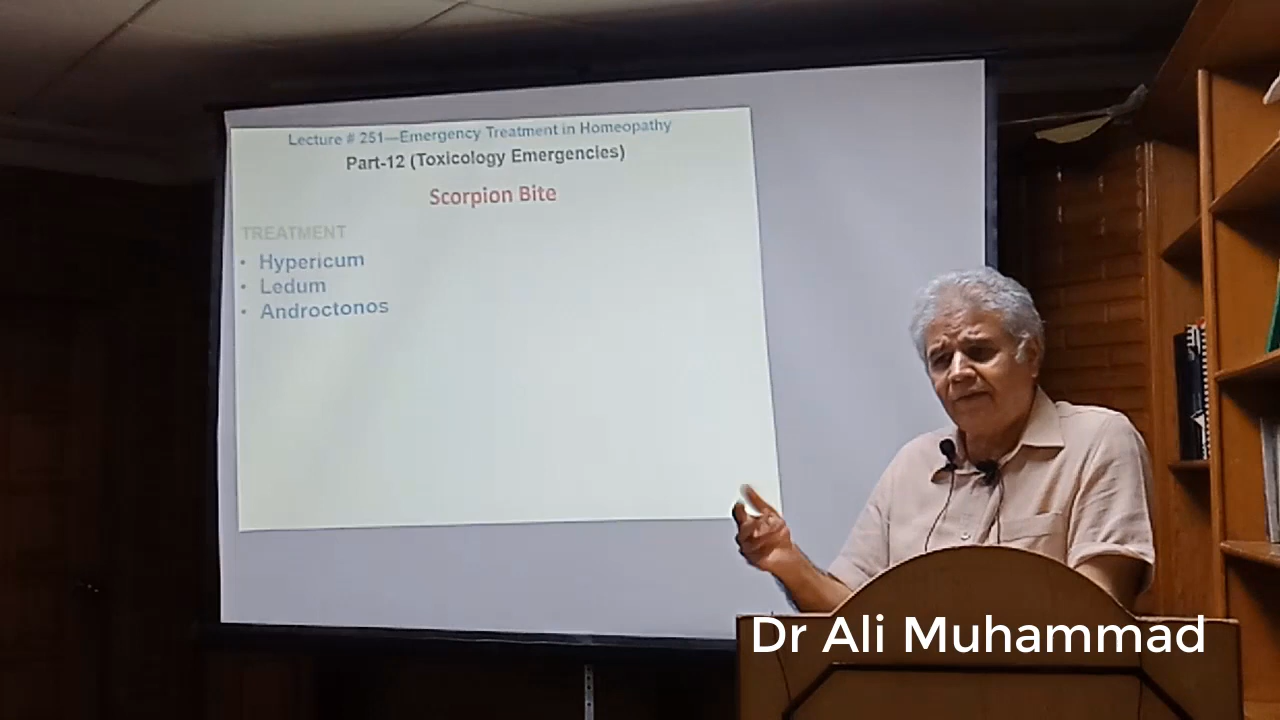 Lecture # 251—Emergency Treatment in Homeopathy
Part-12 (Toxicology Emergencies)
Scorpion Bite
TREATMENT
• Hypericum
• Ledum
• Androctonos
Dr Ali Muhammad